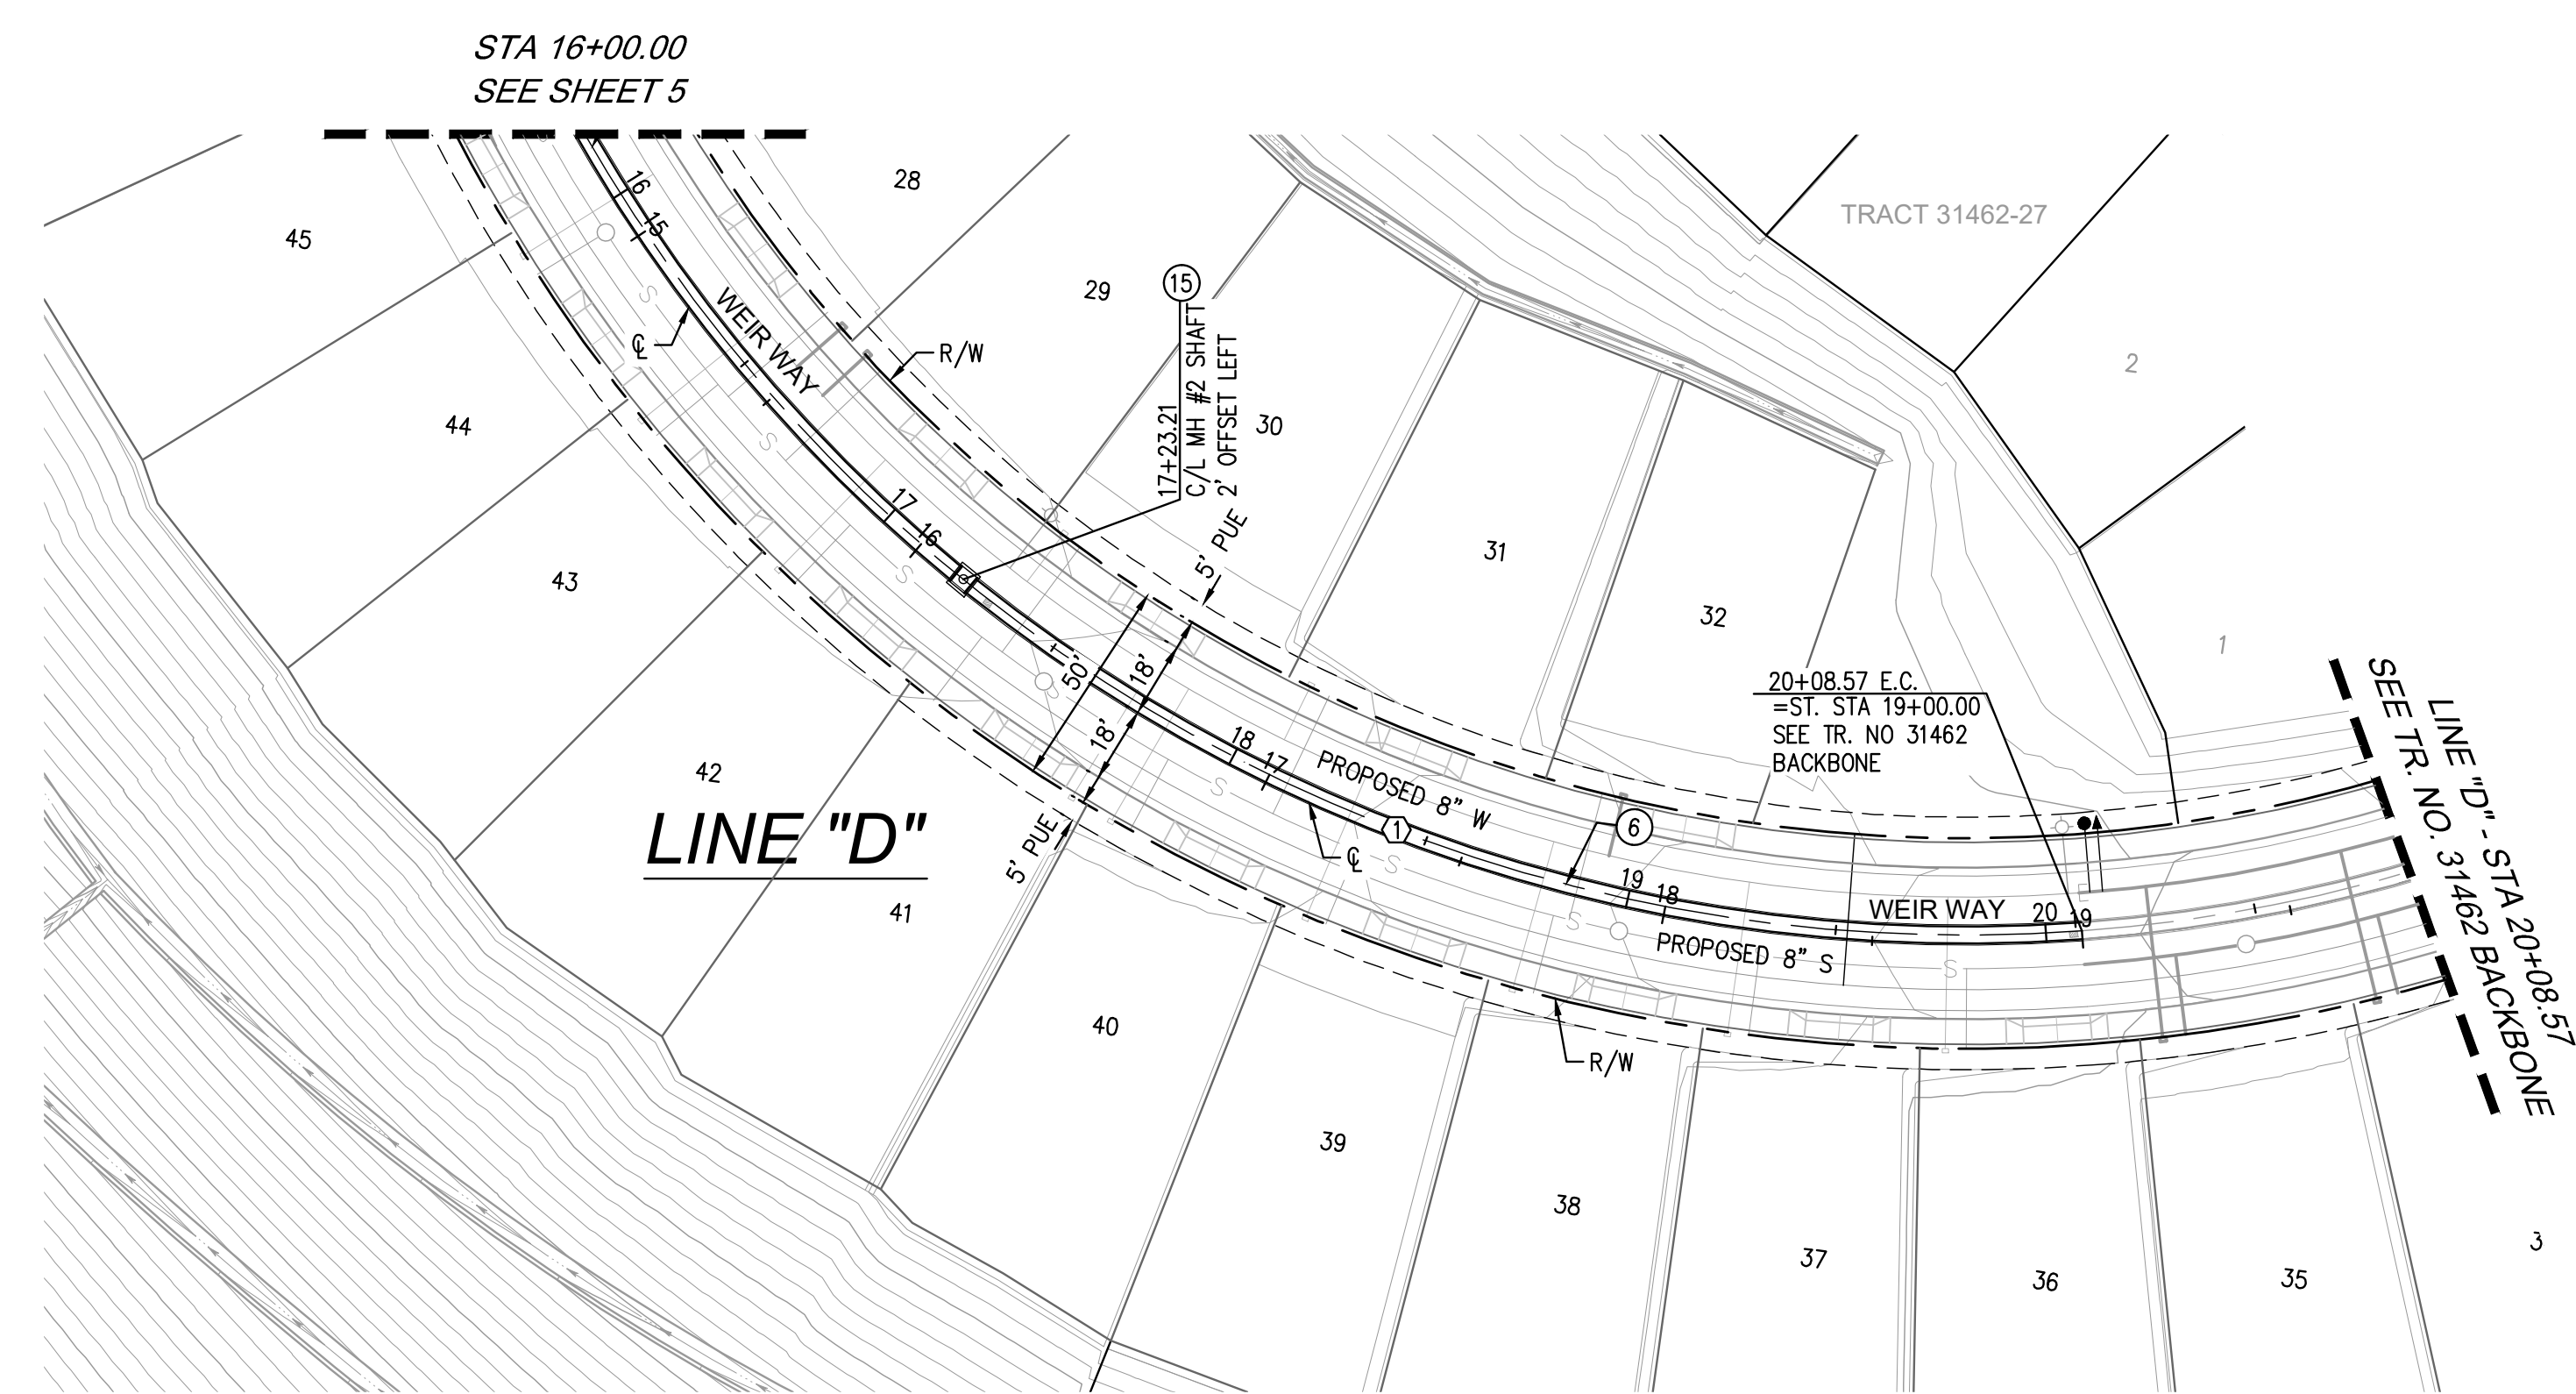 STA 16+00.00
SEE SHEET 5
16
15
28
45
TRACT 31462-27
29
15
17+23.21
C/L MH #2 SHAFT
2' OFFSET LEFT
S
WEIR WAY
℄
R/W
2
44
S
30
17
16
5' PUE
31
43
S
32
1
50'
18'
18'
S
20+08.57 E.C.
=ST. STA 19+00.00
SEE TR. NO 31462
BACKBONE
LINE "D" - STA 20+08.57
SEE TR. NO. 31462 BACKBONE
18
17
PROPOSED 8" W
42
S
LINE "D"
5' PUE
1
6
℄
S
19
18
WEIR WAY
20
19
41
S
PROPOSED 8" S
S
40
R/W
39
38
37
36
35
3